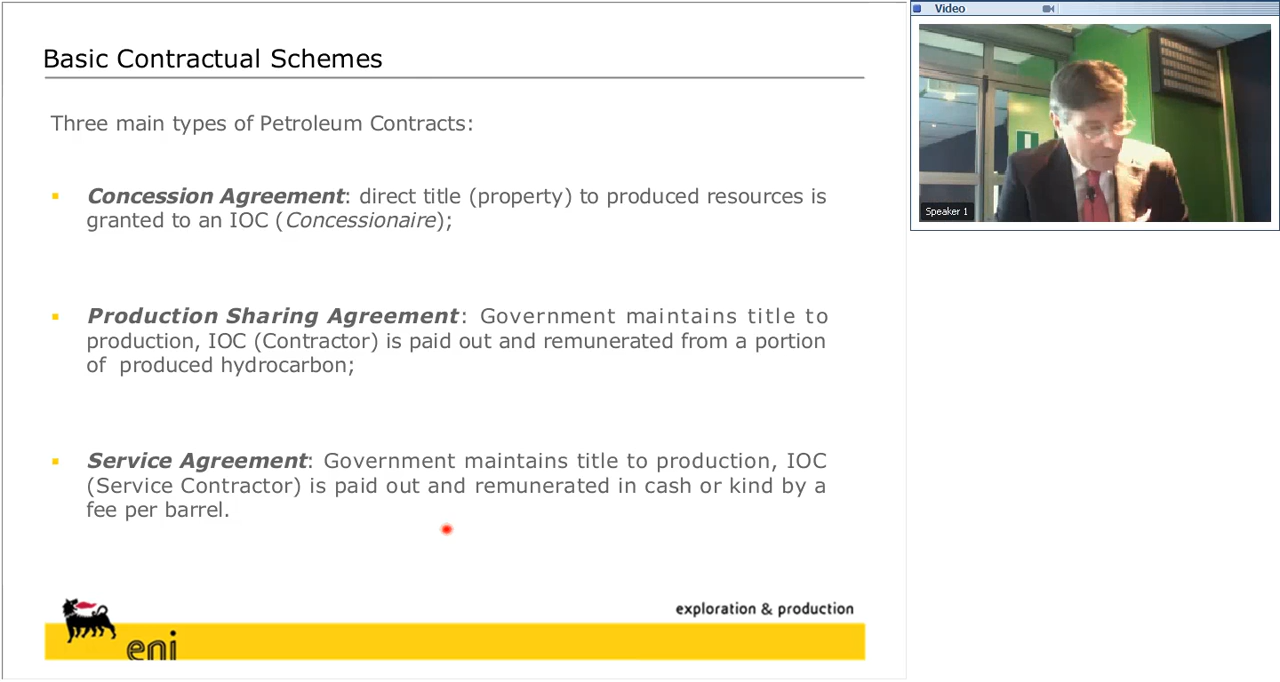 Basic Contractual Schemes
Three main types of Petroleum Contracts:
▪ Concession Agreement: direct title (property) to produced resources is
granted to an IOC (Concessionaire);
▪ Production Sharing Agreement: Government maintains title to
production, IOC (Contractor) is paid out and remunerated from a portion
of produced hydrocarbon;
▪ Service Agreement: Government maintains title to production, IOC
(Service Contractor) is paid out and remunerated in cash or kind by a
fee per barrel.
exploration & production
eni
Video
Speaker 1